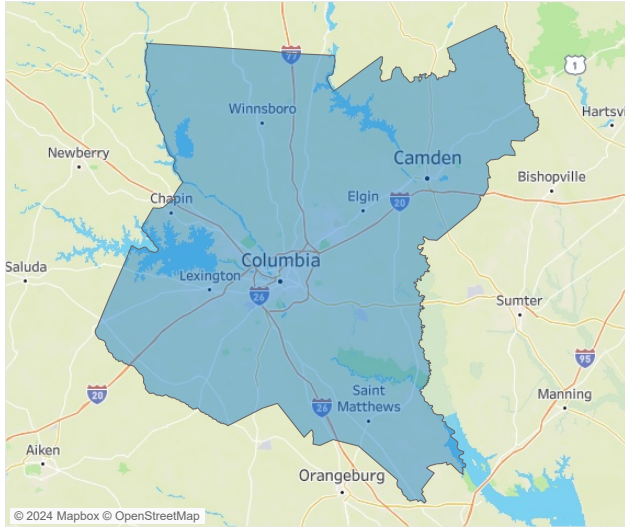 77
1
Winnsboro
Hartsvi
Newberry
Camden
Bishopville
Chapin
Elgin
20
Columbia
Saluda
Lexington
26
Sumter
95
20
Saint
Matthews
Manning
26
Aiken
Orangeburg
© 2024 Mapbox © OpenStreetMap